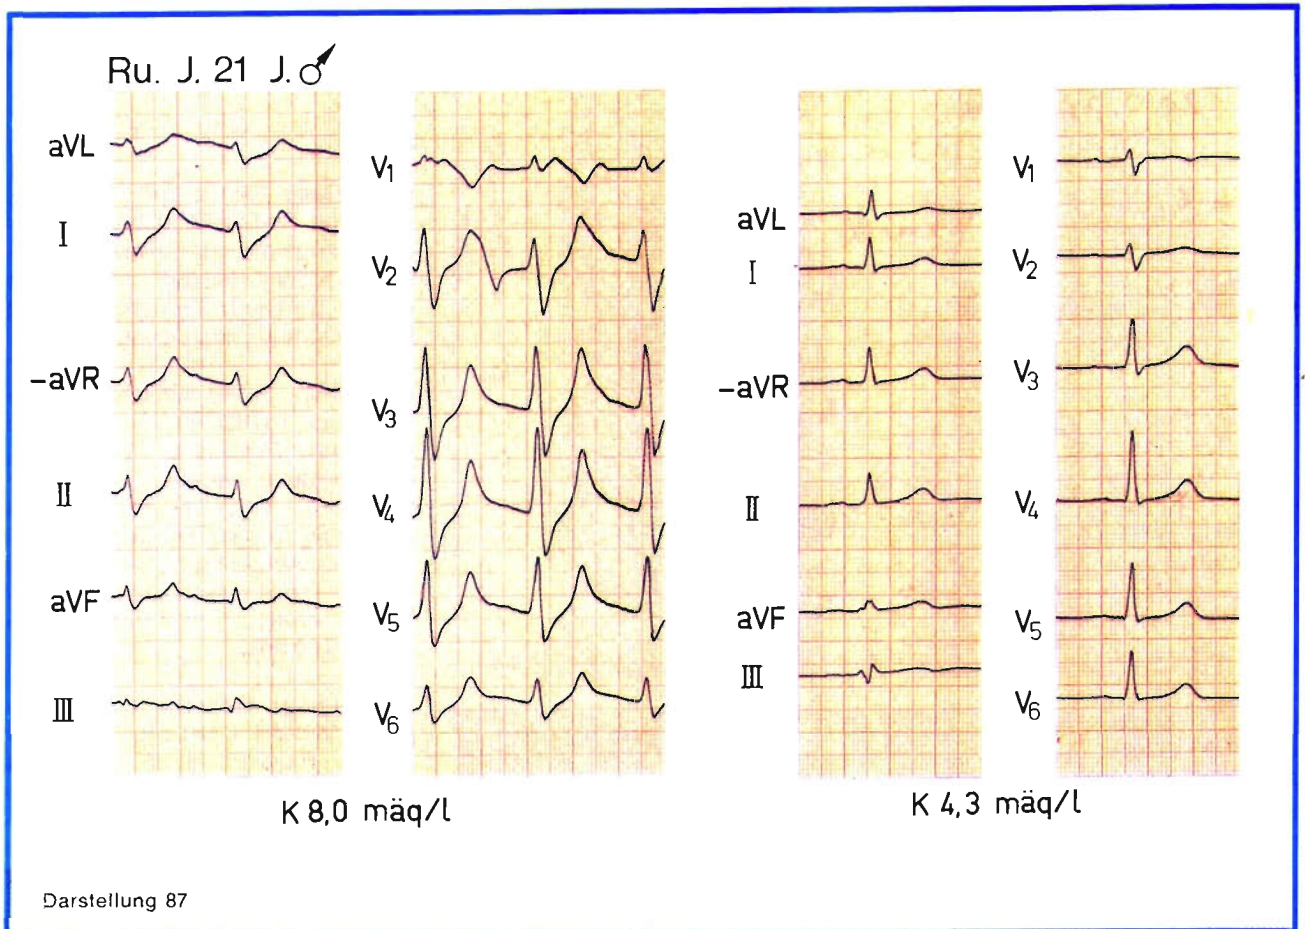 Ru. J. 21 J. ♂
aVL
I
-aVR
II
aVF
III
V1
V2
V3
V4
V5
V6
K 8,0 mäq/l
aVL
I
-aVR
II
aVF
III
V1
V2
V3
V4
V5
V6
K 4,3 mäq/l
Darstellung 87